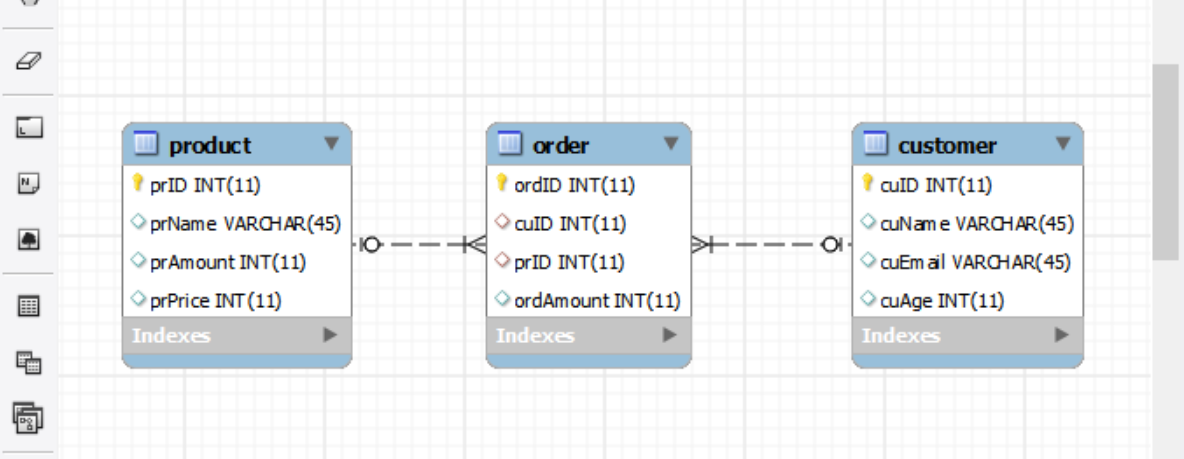 product
prID INT(11)
prName VARCHAR(45)
prAmount INT(11)
prPrice INT(11)
Indexes
order
ordID INT(11)
cuID INT(11)
prID INT(11)
ordAmount INT(11)
Indexes
customer
cuID INT(11)
cuName VARCHAR(45)
cuEmail VARCHAR(45)
cuAge INT(11)
Indexes